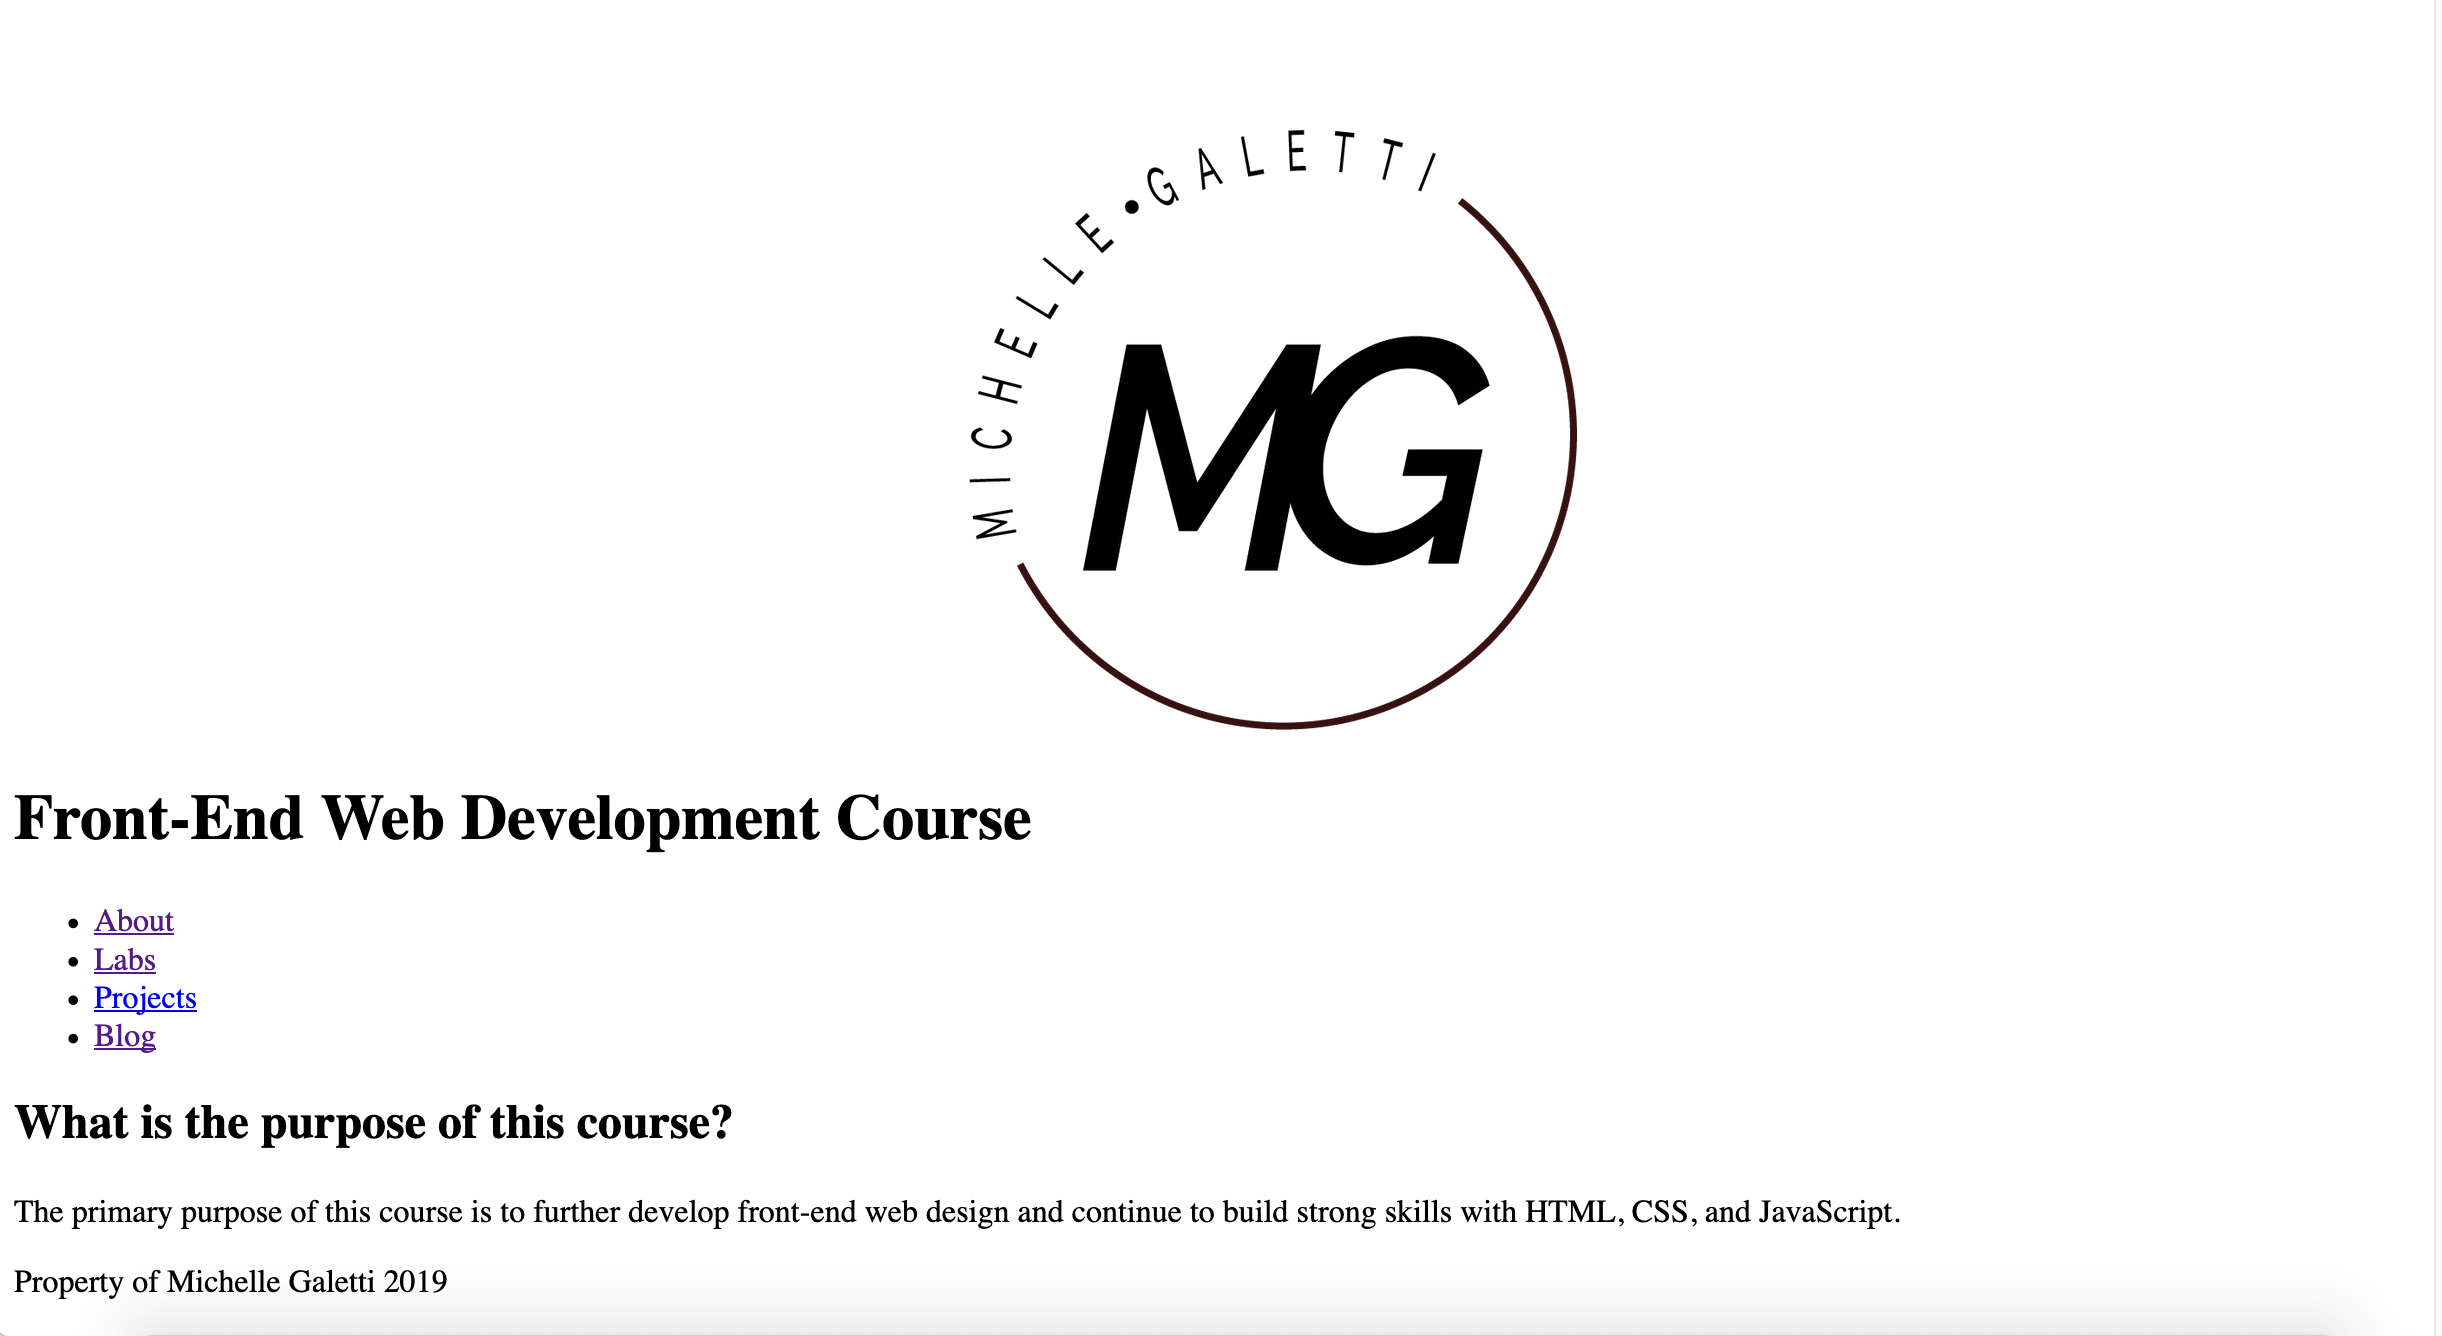 MICHELLE•GALETTI
MG
Front-End Web Development Course
• About
• Labs
• Projects
• Blog
What is the purpose of this course?
The primary purpose of this course is to further develop front-end web design and continue to build strong skills with HTML, CSS, and JavaScript.
Property of Michelle Galetti 2019